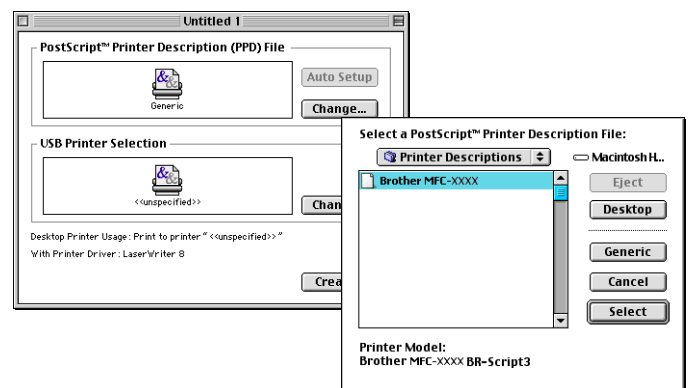 Untitled 1
PostScript™ Printer Description (PPD) File
Generic
Auto Setup
Change...
USB Printer Selection
<<unspecified>>
Desktop Printer Usage: Print to printer “<<unspecified>>”
With Printer Driver: LaserWriter 8
Select a PostScript™ Printer Description File:
Printer Descriptions
Macintosh H...
Brother MFC-XXXX
Eject
Desktop
Generic
Cancel
Select
Printer Model:
Brother MFC-XXXX BR-Script3